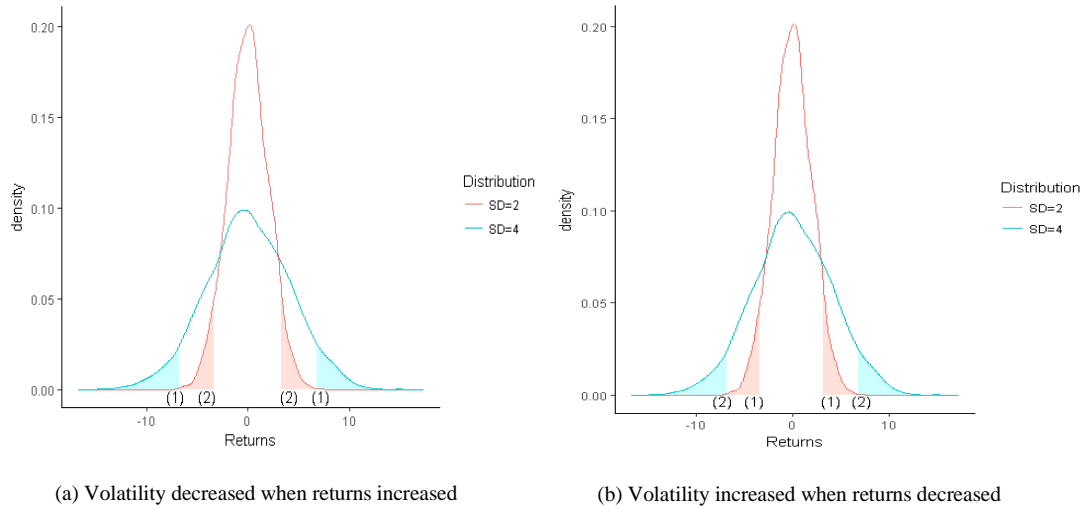 0.20
0.15
0.10
0.05
0.00
density
-10
0
10
Returns
(1)
(2)
(2)
(1)
Distribution
SD=2
SD=4
(a) Volatility decreased when returns increased
0.20
0.15
0.10
0.05
0.00
density
-10
0
10
Returns
(2)
(1)
(1)
(2)
Distribution
SD=2
SD=4
(b) Volatility increased when returns decreased